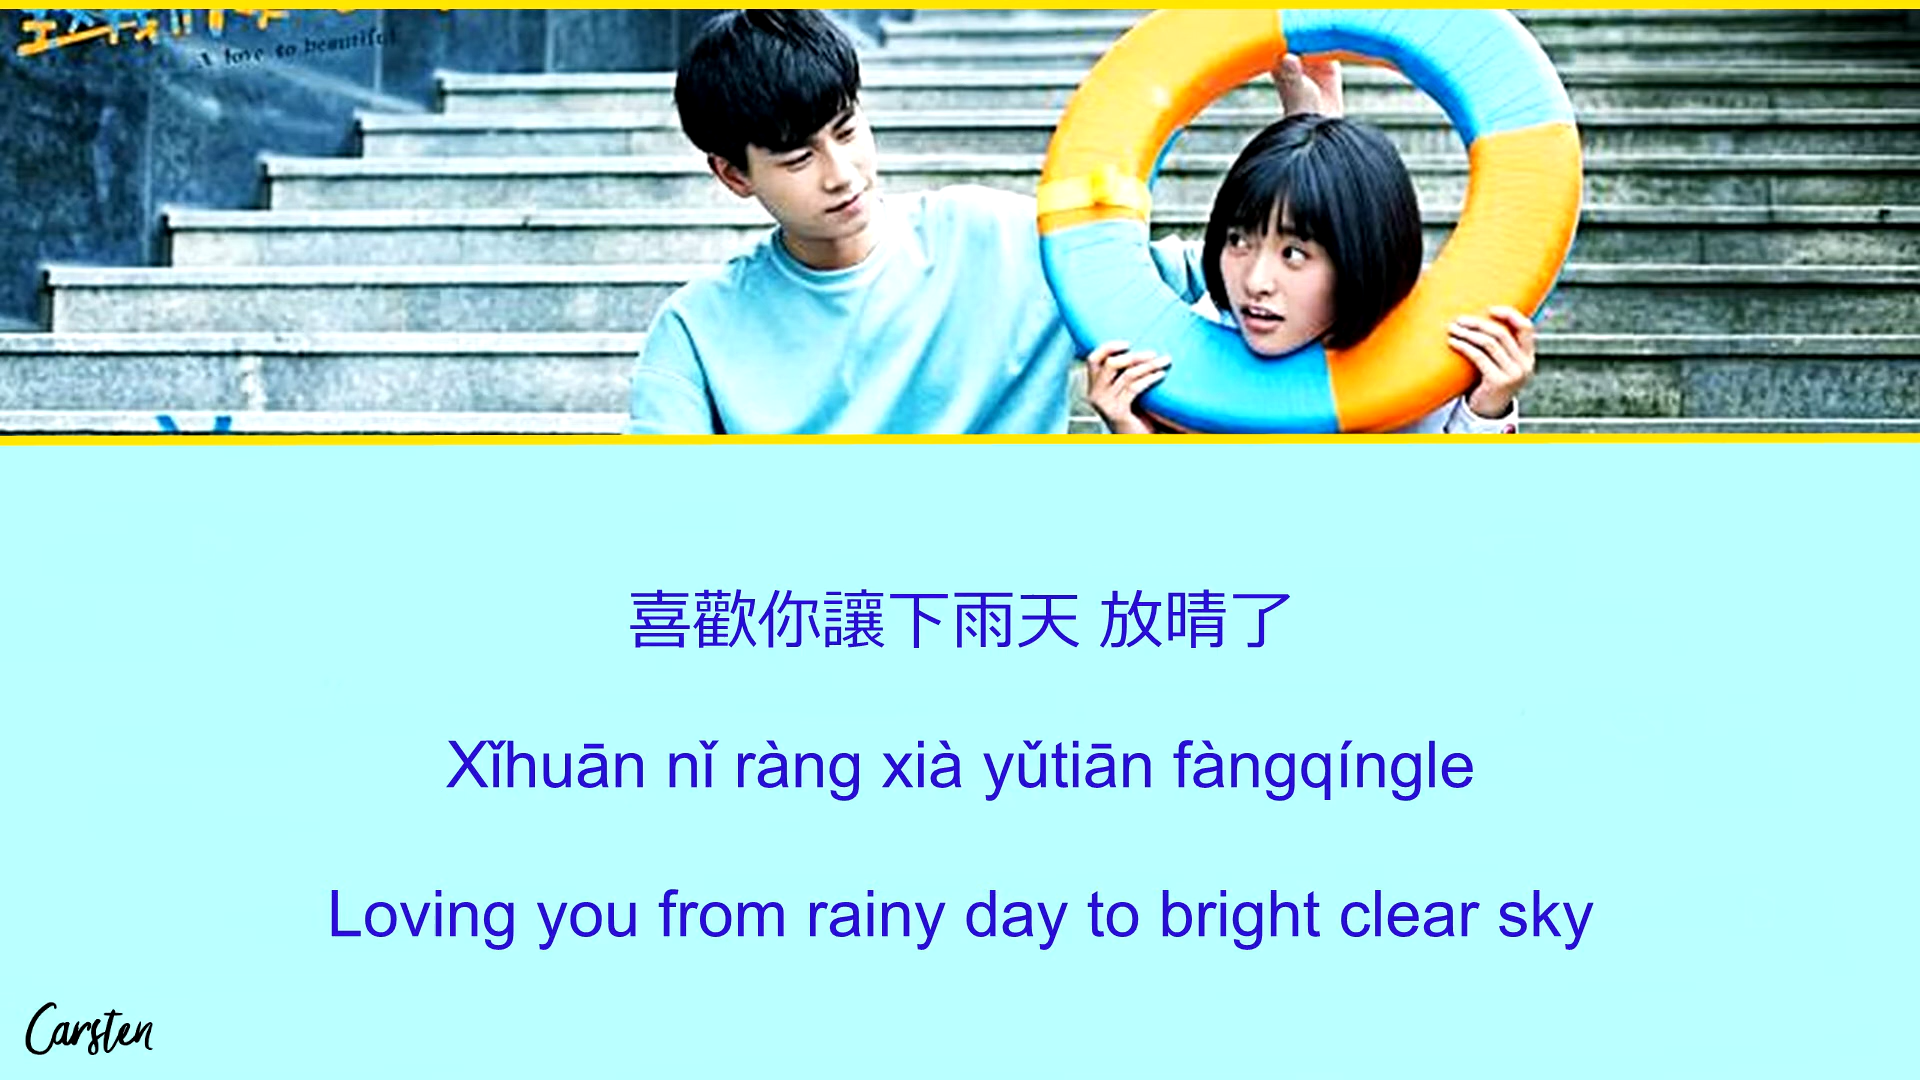 A love so beautiful
喜歡你讓下雨天 放晴了
Xǐhuān nǐ ràng xià yǔtiān fàngqíngle
Loving you from rainy day to bright clear sky
Carsten